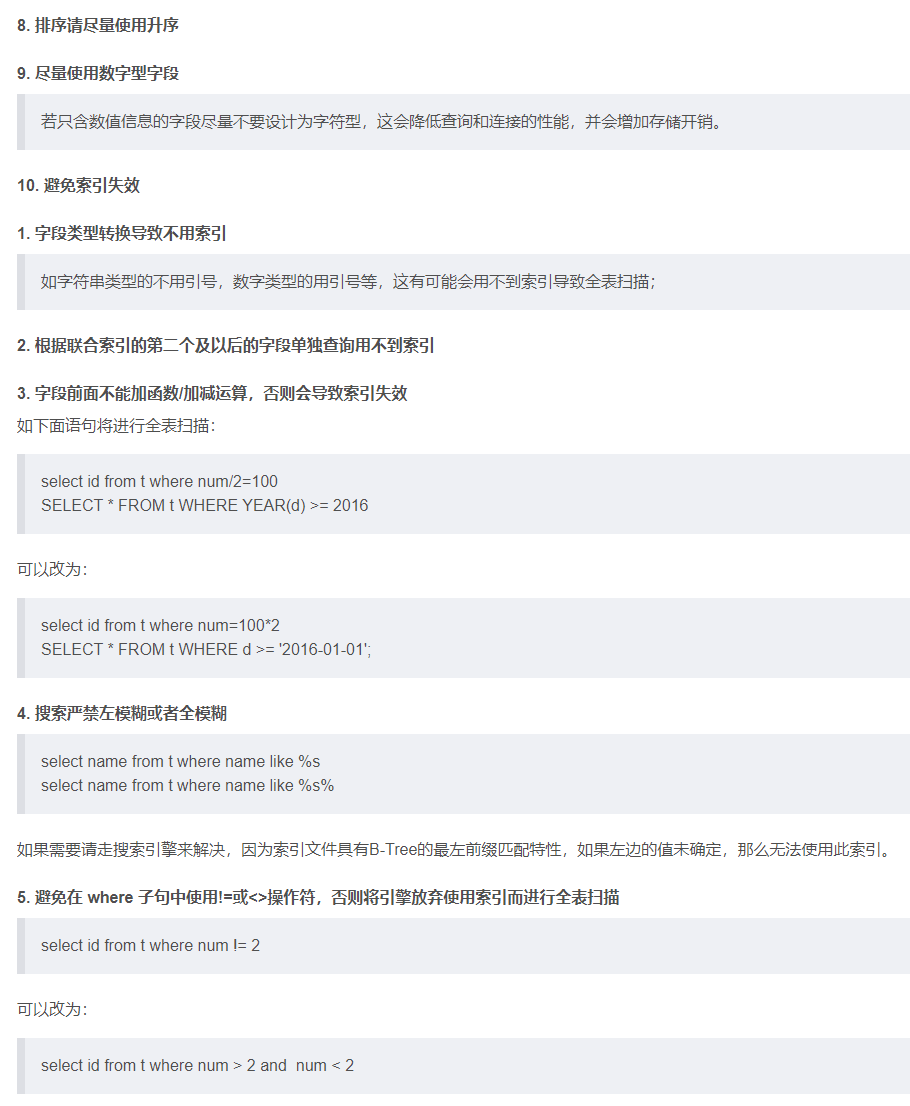 8. 排序请尽量使用升序
9. 尽量使用数字型字段
若只含数值信息的字段尽量不要设计为字符型，这会降低查询和连接的性能，并会增加存储开销。
10. 避免索引失效
1. 字段类型转换导致不用索引
如字符串类型的不用引号，数字类型的用引号等，这有可能会用不到索引导致全表扫描；
2. 根据联合索引的第二个及以后的字段单独查询用不到索引
3. 字段前面不能加函数/加减运算，否则会导致索引失效
如下面语句将进行全表扫描：
select id from t where num/2=100
SELECT * FROM t WHERE YEAR(d) >= 2016
可以改为：
select id from t where num=100*2
SELECT * FROM t WHERE d >= '2016-01-01';
4. 搜索严禁左模糊或者全模糊
select name from t where name like %s
select name from t where name like %s%
如果需要请走搜索引擎来解决，因为索引文件具有B-Tree的最左前缀匹配特性，如果左边的值未确定，那么无法使用此索引。
5. 避免在 where 子句中使用!=或<>操作符，否则将引擎放弃使用索引而进行全表扫描
select id from t where num != 2
可以改为：
select id from t where num > 2 and  num < 2